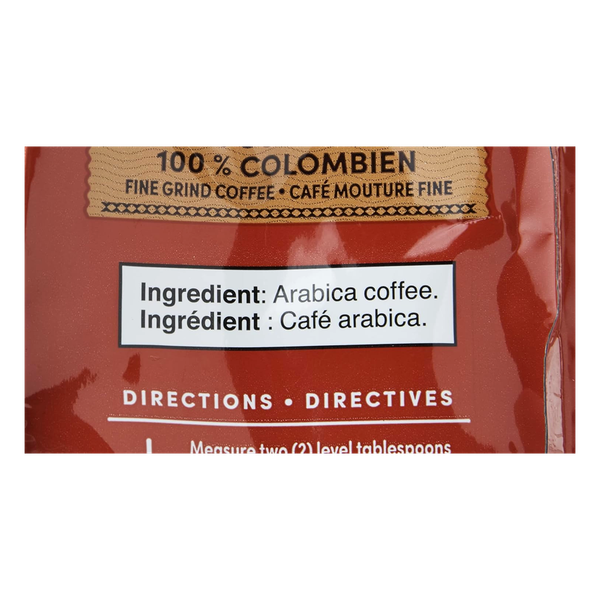 100 % COLOMBIEN
FINE GRIND COFFEE • CAFÉ MOUTURE FINE
Ingredient: Arabica coffee.
Ingrédient : Café arabica.
DIRECTIONS • DIRECTIVES
Measure two (2) level tablespoons